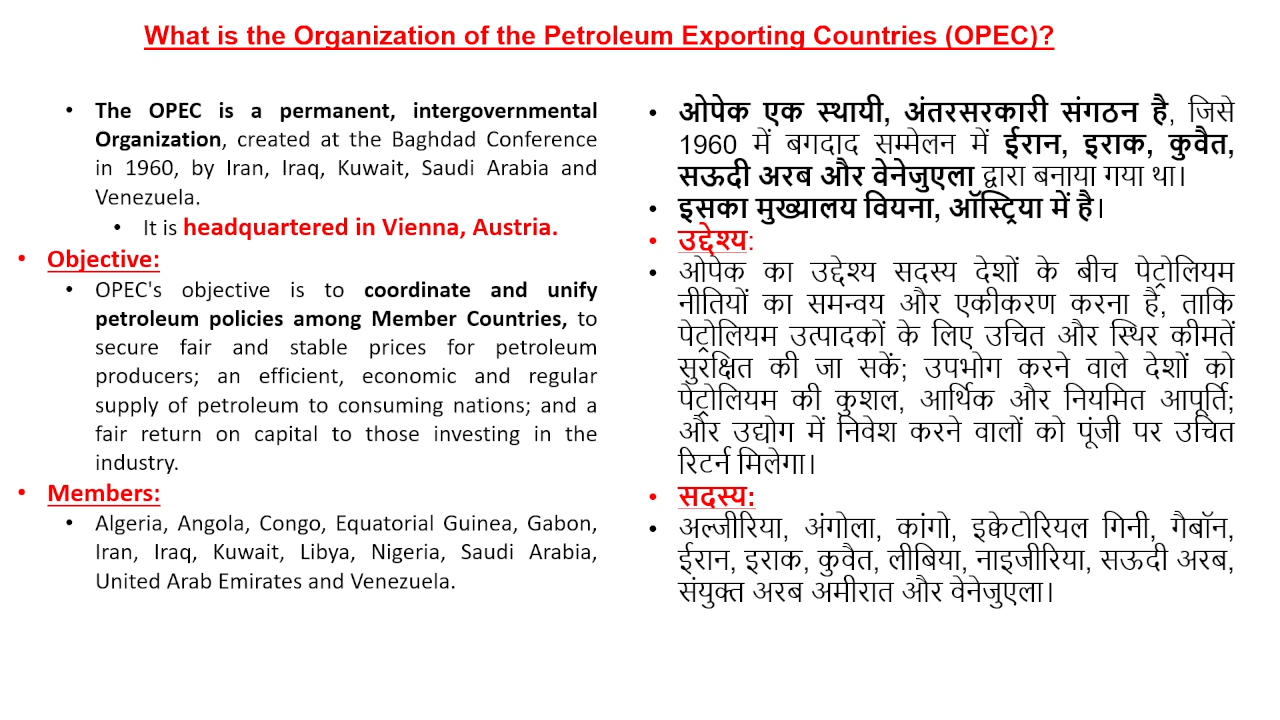 What is the Organization of the Petroleum Exporting Countries (OPEC)?
• The OPEC is a permanent, intergovernmental
Organization, created at the Baghdad Conference
in 1960, by Iran, Iraq, Kuwait, Saudi Arabia and
Venezuela.
• It is headquartered in Vienna, Austria.
• Objective:
• OPEC's objective is to coordinate and unify
petroleum policies among Member Countries, to
secure fair and stable prices for petroleum
producers; an efficient, economic and regular
supply of petroleum to consuming nations; and a
fair return on capital to those investing in the
industry.
• Members:
• Algeria, Angola, Congo, Equatorial Guinea, Gabon,
Iran, Iraq, Kuwait, Libya, Nigeria, Saudi Arabia,
United Arab Emirates and Venezuela.
• ओपेक एक स्थायी, अंतरसरकारी संगठन है, जिसे
1960 में बगदाद सम्मेलन में ईरान, इराक, कुवैत,
सऊदी अरब और वेनेजुएला द्वारा बनाया गया था।
• इसका मुख्यालय वियना, ऑस्ट्रिया में है।
• उद्देश्य:
• ओपेक का उद्देश्य सदस्य देशों के बीच पेट्रोलियम
नीतियों का समन्वय और एकीकरण करना है, ताकि
पेट्रोलियम उत्पादकों के लिए उचित और स्थिर कीमतें
सुरक्षित की जा सकें; उपभोग करने वाले देशों को
पेट्रोलियम की कुशल, आर्थिक और नियमित आपूर्ति;
और उद्योग में निवेश करने वालों को पूंजी पर उचित
रिटर्न मिलेगा।
• सदस्य:
• अल्जीरिया, अंगोला, कांगो, इक्वेटोरियल गिनी, गैबॉन,
ईरान, इराक, कुवैत, लीबिया, नाइजीरिया, सऊदी अरब,
संयुक्त अरब अमीरात और वेनेजुएला।